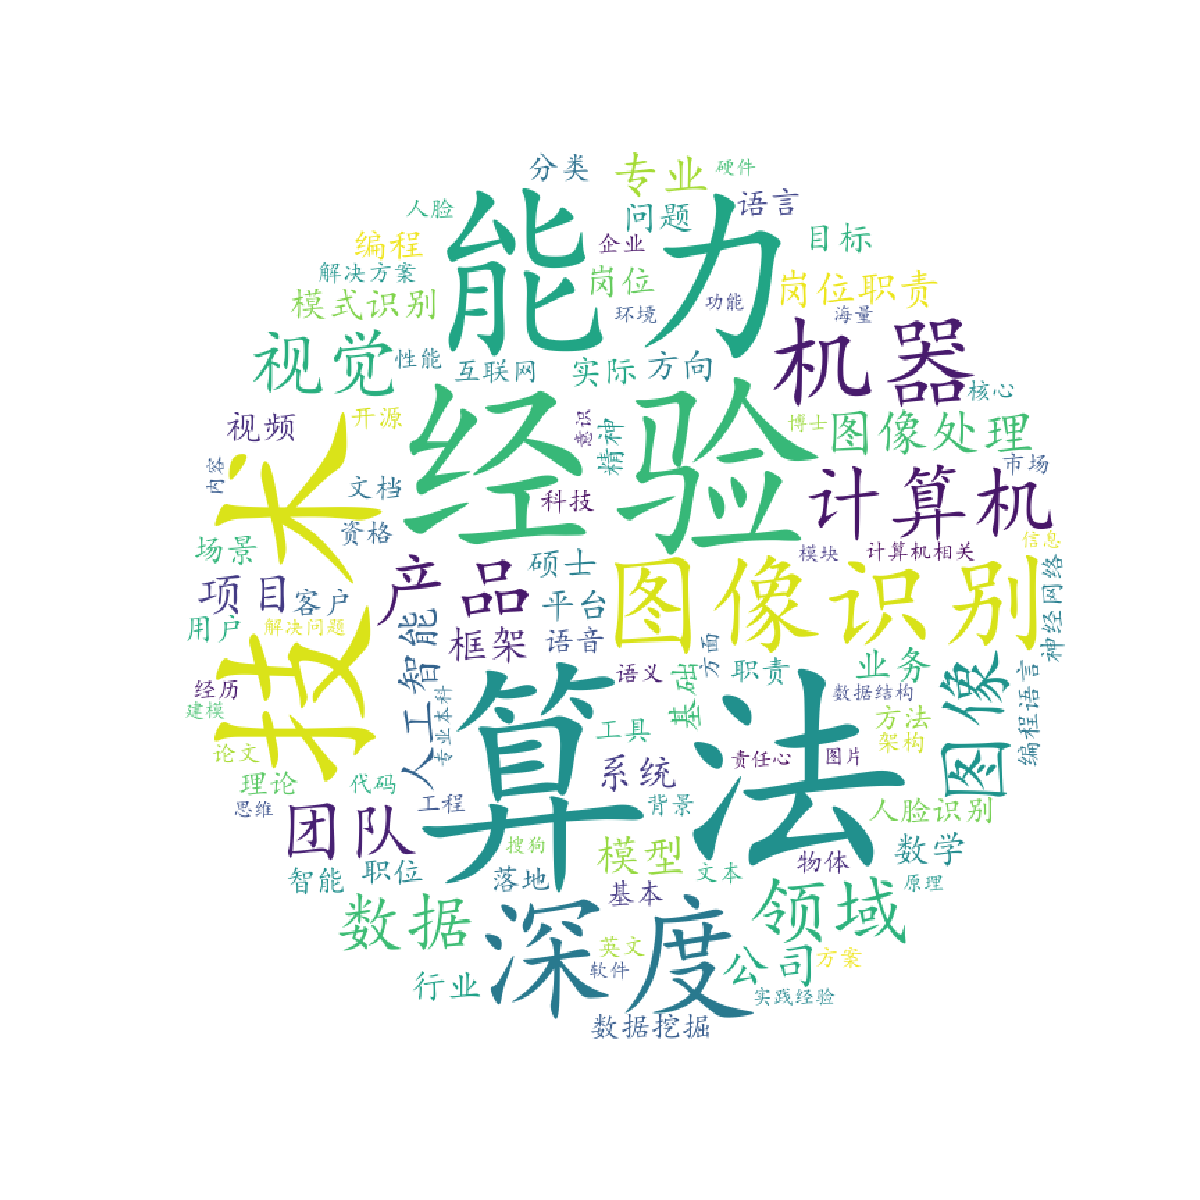 分类
专业
硬件
人脸
能力
问题
语言
编程
企业
目标
解决方案
岗位
岗位职责
模式识别
环境
功能
海量
视觉
性能
互联网
实际
方向
机器
核心
视频
开源
经验
意识
精神
博士
图像处理
内容
技术
文档
科技
计算机
市场
资格
场景
产品
硕士
图像识别
模块
计算机相关
信息
神经网络
项目
客户
人工智能
平台
用户
解决问题
框架
语音
语义
方面
职责
业务
图像
编程语言
经历
专业本科
基础
数据结构
建模
算法
工具
方法
架构
论文
理论
代码
系统
责任心
图片
思维
团队
工程
背景
人脸识别
搜狗
模型
数学
智能
职位
落地
文本
物体
原理
数据
深度
基本
领域
行业
英文
软件
公司
方案
实践经验
数据挖掘